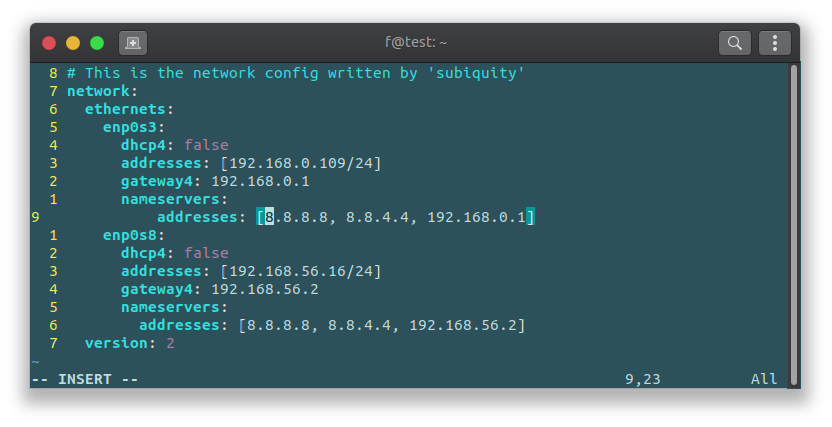 f@test: ~
8 # This is the network config written by 'subiquity'
7 network:
6   ethernets:
5     enp0s3:
4       dhcp4: false
3       addresses: [192.168.0.109/24]
2       gateway4: 192.168.0.1
1       nameservers:
9           addresses: [8.8.8.8, 8.8.4.4, 192.168.0.1]
1     enp0s8:
2       dhcp4: false
3       addresses: [192.168.56.16/24]
4       gateway4: 192.168.56.2
5       nameservers:
6         addresses: [8.8.8.8, 8.8.4.4, 192.168.56.2]
7   version: 2
~
-- INSERT -- 9,23 All